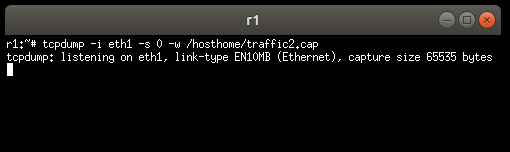 r1
r1:~# tcpdump -i eth1 -s 0 -w /hosthome/traffic2.cap
tcpdump: listening on eth1, link-type EN10MB (Ethernet), capture size 65535 bytes